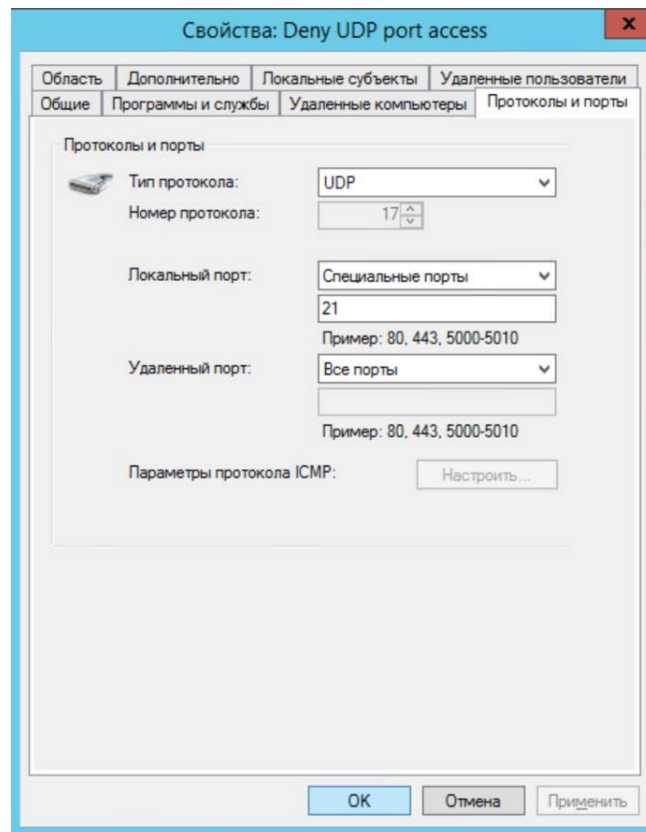 Свойства: Deny UDP port access
x
Область Дополнительно Локальные субъекты Удаленные пользователи
Общие Программы и службы Удаленные компьютеры Протоколы и порты
Протоколы и порты
Тип протокола: UDP
Номер протокола: 17
Локальный порт: Специальные порты
21
Пример: 80, 443, 5000-5010
Удаленный порт: Все порты
Пример: 80, 443, 5000-5010
Параметры протокола ICMP: Настроить...
OK Отмена Применить